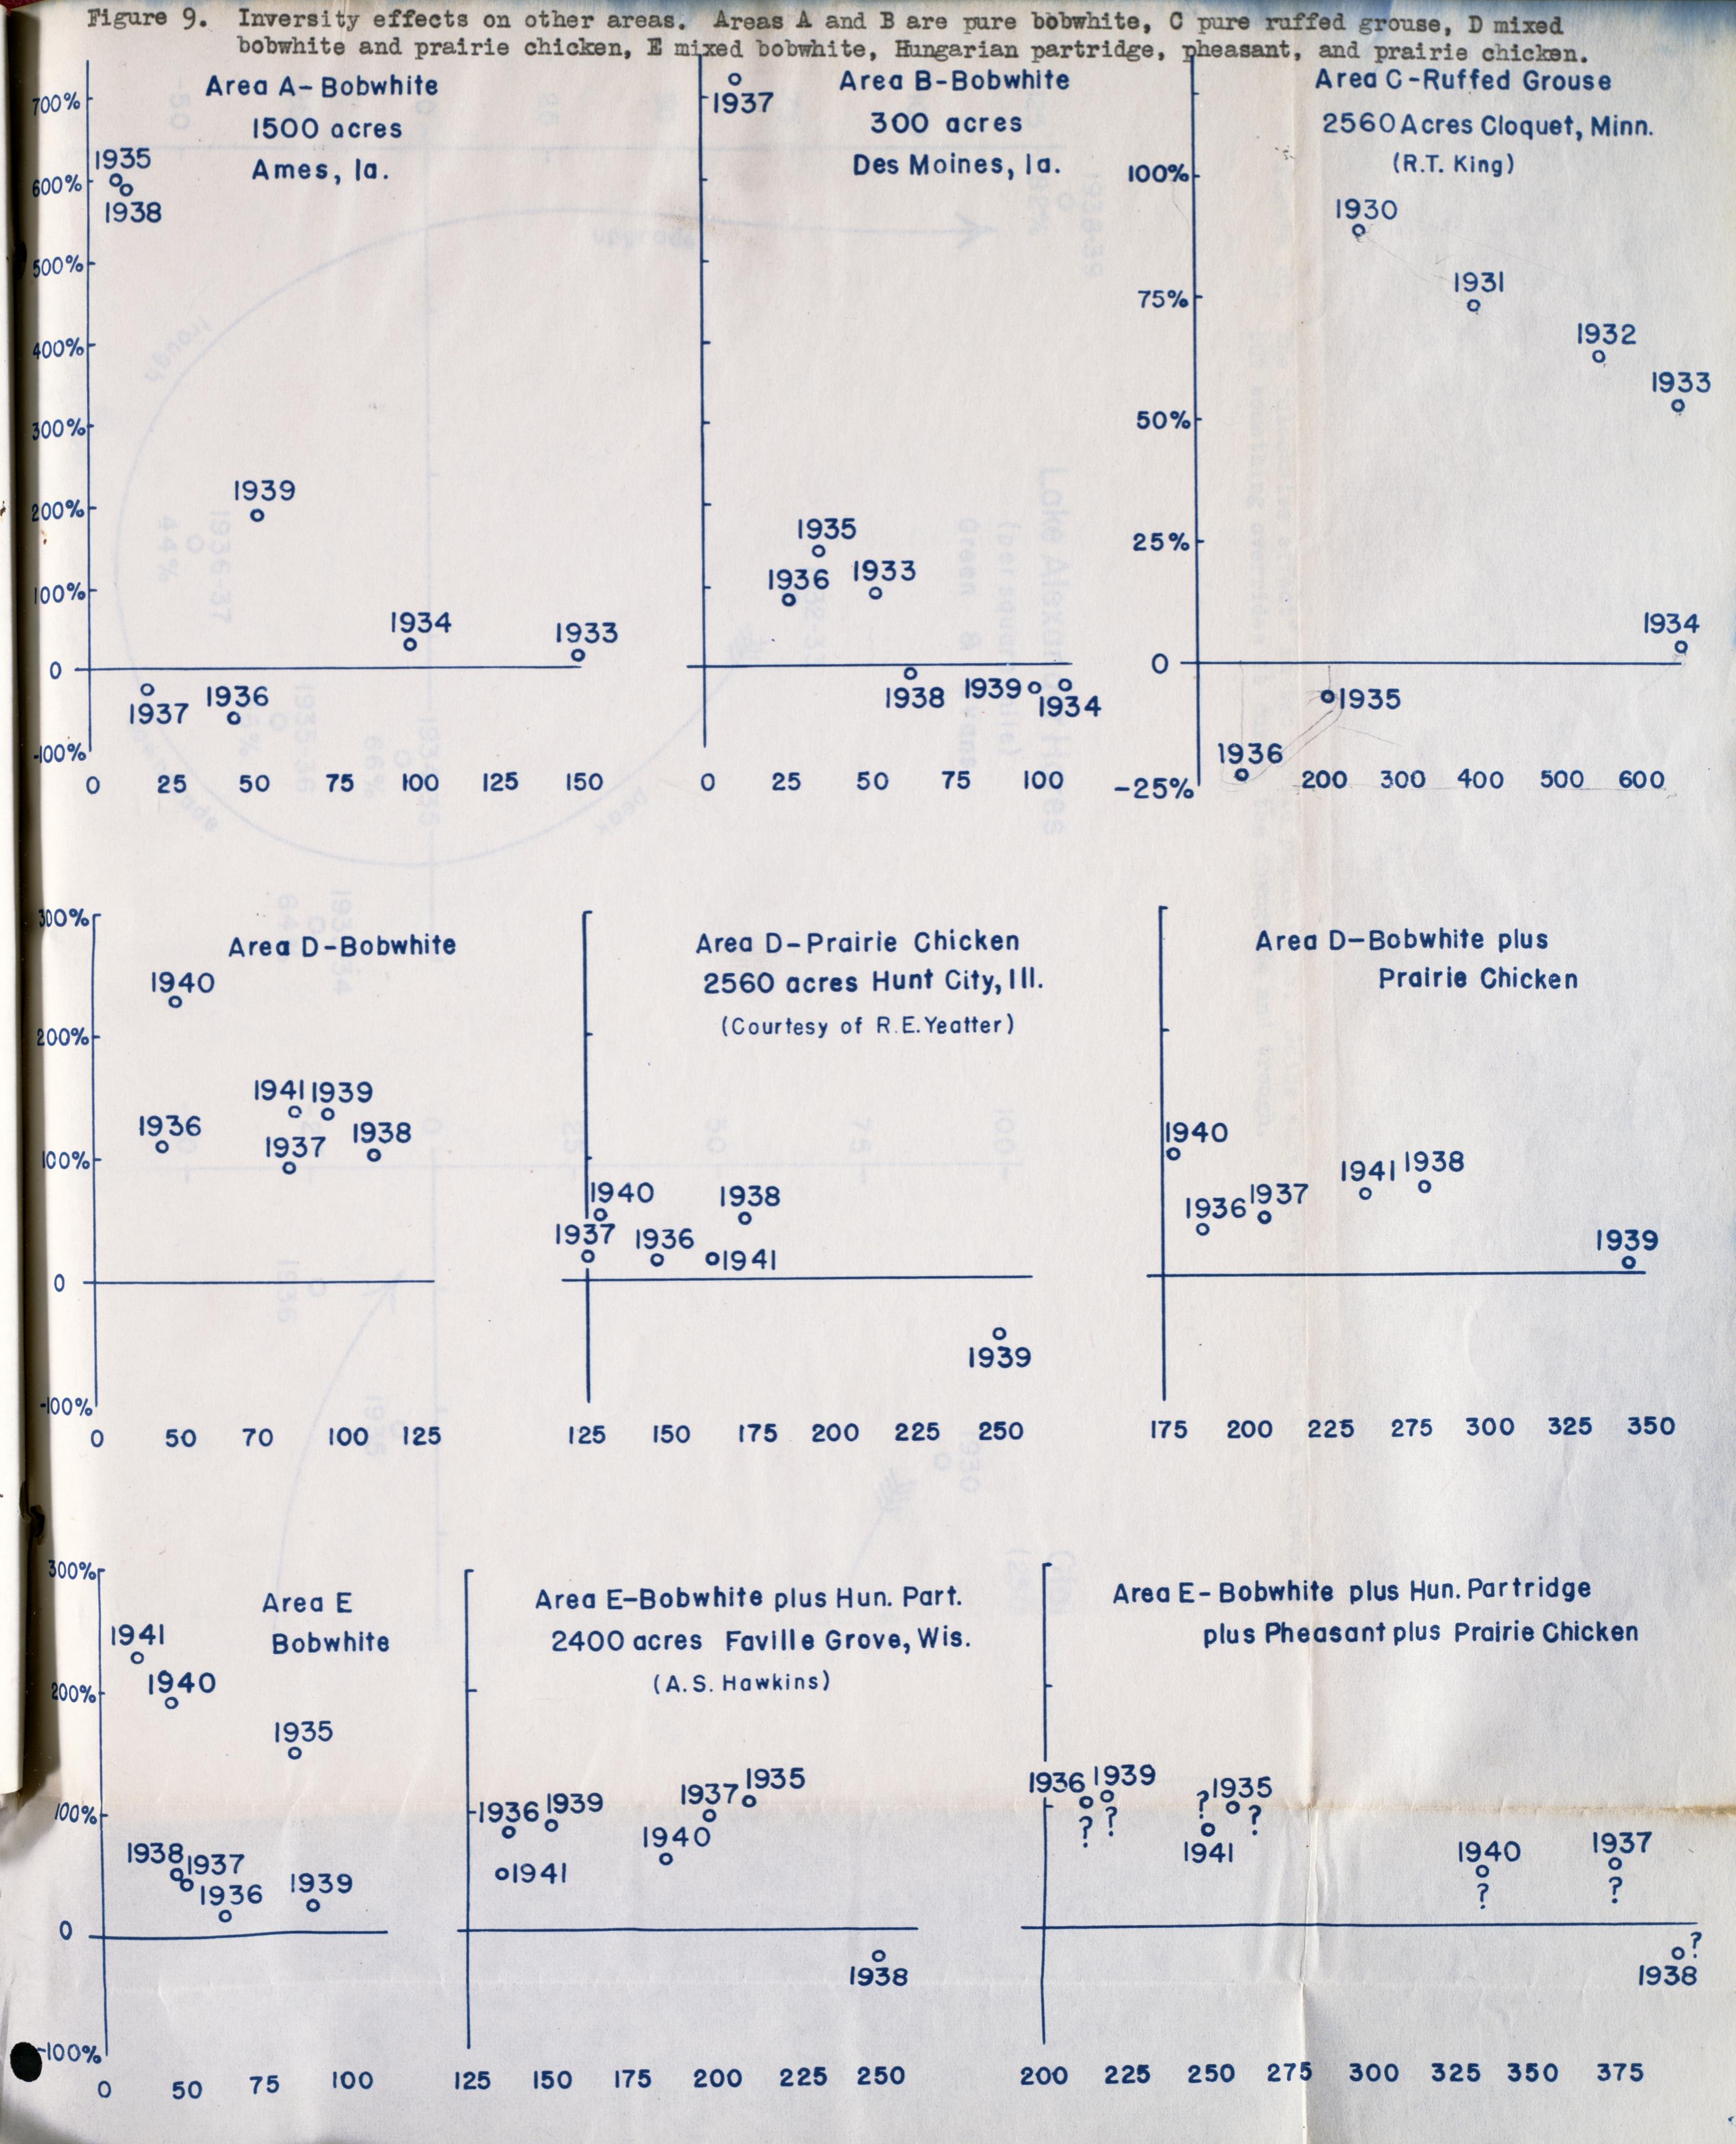 Figure 9. Inversity effects on other areas. Areas A and B are pure bobwhite, C pure ruffed grouse, D mixed
bobwhite and prairie chicken, E mixed bobwhite, Hungarian partridge, pheasant, and prairie chicken.
Area A-Bobwhite
1500 acres
Ames, Ia.
700%
600%
500%
400%
300%
200%
100%
0
-100%
1935
1938
1939
1934
1933
1937
1936
0 25 50 75 100 125 150
Area B-Bobwhite
300 acres
Des Moines, Ia.
1937
1935
1936
1933
1938
1939
1934
0 25 50 75 100
Area C-Ruffed Grouse
2560 Acres Cloquet, Minn.
(R.T. King)
100%
75%
50%
25%
0
-25%
1930
1931
1932
1933
1934
1935
1936
200 300 400 500 600
Area D-Bobwhite
300%
200%
100%
0
-100%
1940
1941
1939
1936
1937
1938
0 50 70 100 125
Area D-Prairie Chicken
2560 acres Hunt City, Ill.
(Courtesy of R.E.Yeatter)
1940
1938
1937
1936
1941
1939
125 150 175 200 225 250
Area D-Bobwhite plus
Prairie Chicken
1940
1936
1937
1941
1938
1939
175 200 225 275 300 325 350
Area E
Bobwhite
300%
200%
100%
0
-100%
1941
1940
1935
1938
1937
1936
1939
0 50 75 100
Area E-Bobwhite plus Hun. Part.
2400 acres Faville Grove, Wis.
(A.S. Hawkins)
1936
1939
1937
1935
1940
1941
1938
125 150 175 200 225 250
Area E-Bobwhite plus Hun. Partridge
plus Pheasant plus Prairie Chicken
1936
1939
? ?
? 1935
?
1941
1940
?
1937
?
?
1938
200 225 250 275 300 325 350 375